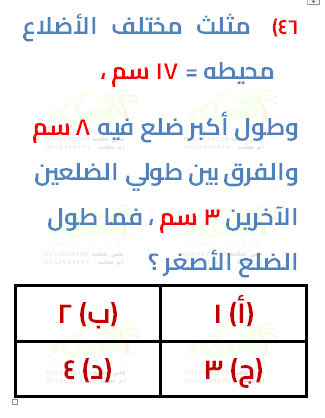 ٤٦) مثلث مختلف الأضلاع
محيطه = ١٧ سم ،
وطول أكبر ضلع فيه ٨ سم
والفرق بين طولي الضلعين
الآخرين ٣ سم ، فما طول
الضلع الأصغر ؟
(أ) ١ (ب) ٢
(ج) ٣ (د) ٤